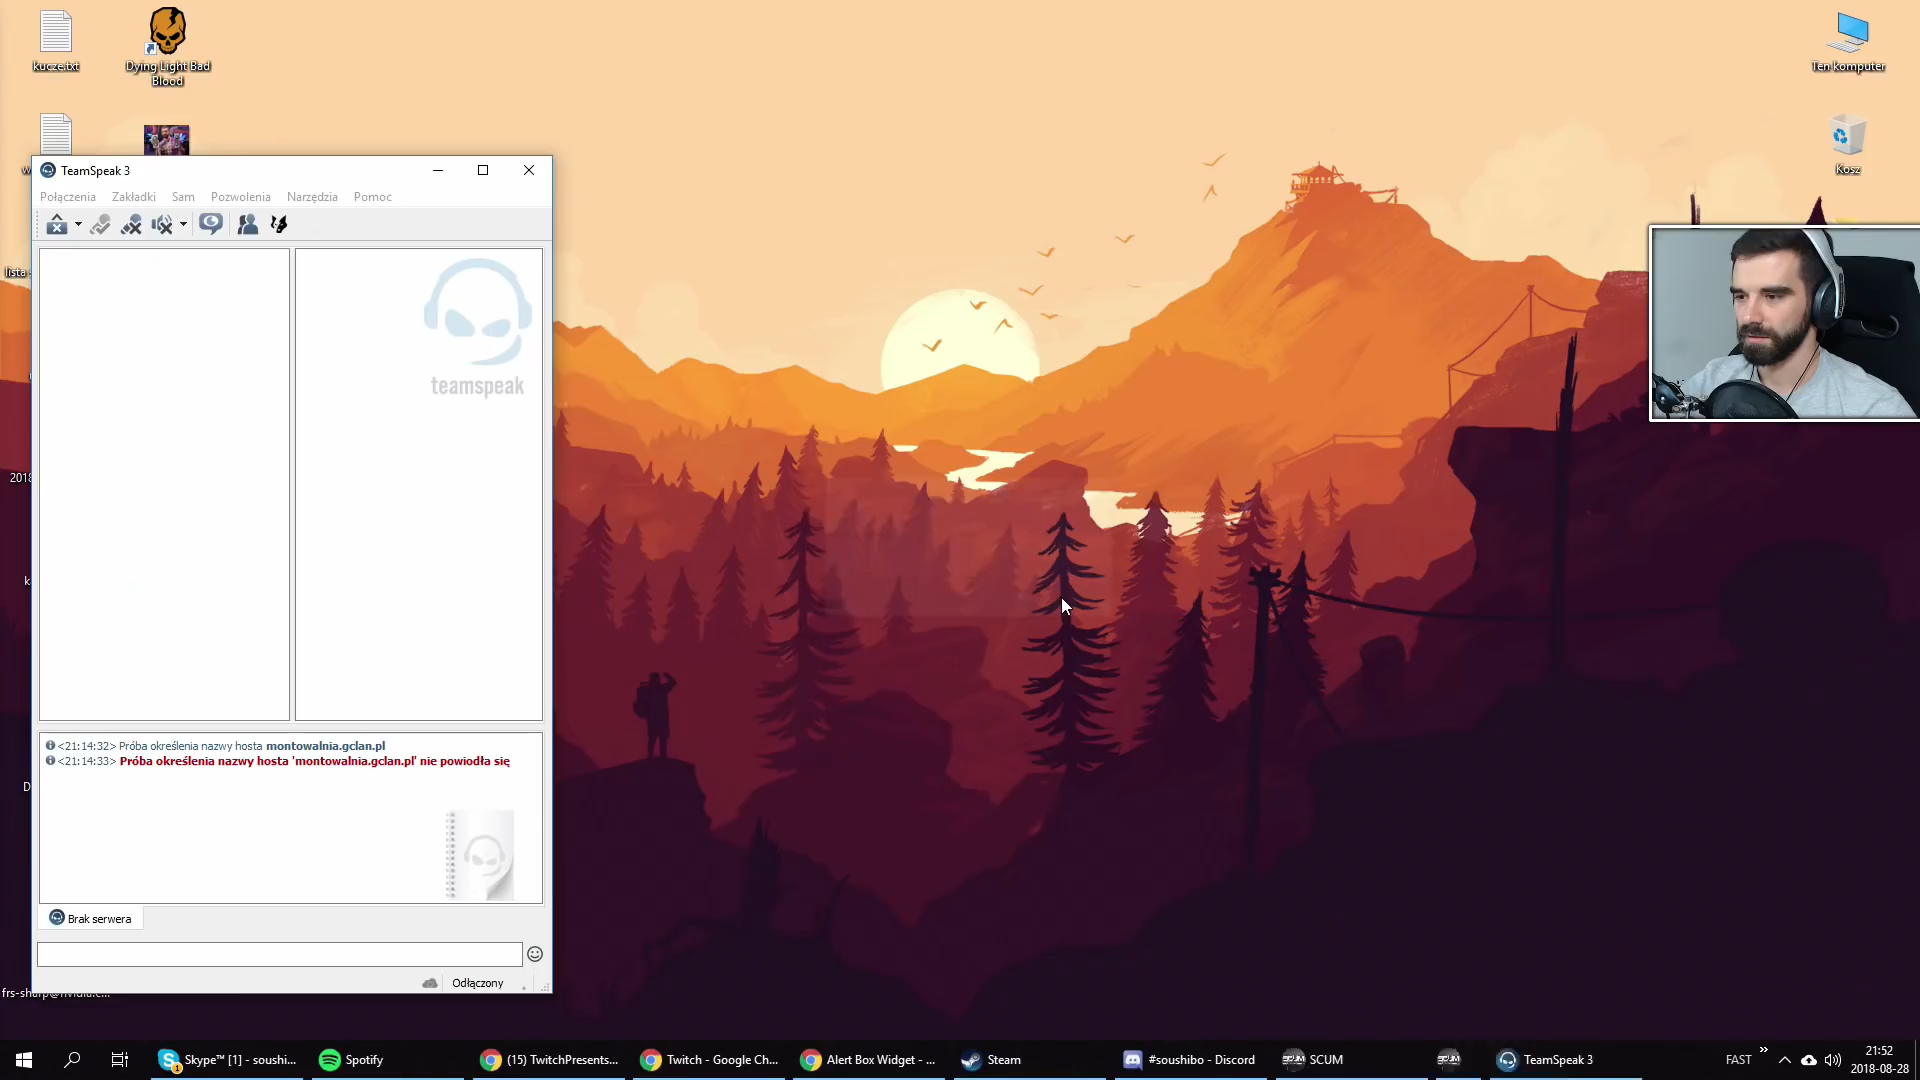 kucze.txt
Dying Light Bad
Blood
Ten komputer
Kosz
TeamSpeak 3
Połączenia Zakładki Sam Pozwolenia Narzędzia Pomoc
lista
teamspeak
2018
<21:14:32> Próba określenia nazwy hosta montowalnia.gclan.pl
<21:14:33> Próba określenia nazwy hosta 'montowalnia.gclan.pl' nie powiodła się
Brak serwera
Odłączony
Skype™ [1] - soushi...
Spotify
(15) TwitchPresents...
Twitch - Google Ch...
Alert Box Widget - ...
Steam
#soushibo - Discord
SCUM
TeamSpeak 3
FAST
21:52
2018-08-28